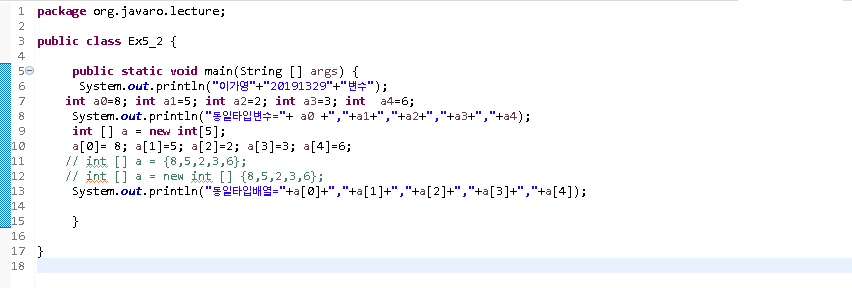 1 package org.javaro.lecture;
2
3 public class Ex5_2 {
4
5 public static void main(String [] args) {
6 System.out.println("이가영"+"20191329"+"변수");
7 int a0=8; int a1=5; int a2=2; int a3=3; int  a4=6;
8 System.out.println("동일타입변수="+ a0 +","+a1+","+a2+","+a3+","+a4);
9 int [] a = new int[5];
10 a[0]= 8; a[1]=5; a[2]=2; a[3]=3; a[4]=6;
11 // int [] a = {8,5,2,3,6};
12 // int [] a = new int [] {8,5,2,3,6};
13 System.out.println("동일타입배열="+a[0]+","+a[1]+","+a[2]+","+a[3]+","+a[4]);
14
15 }
16
17 }
18